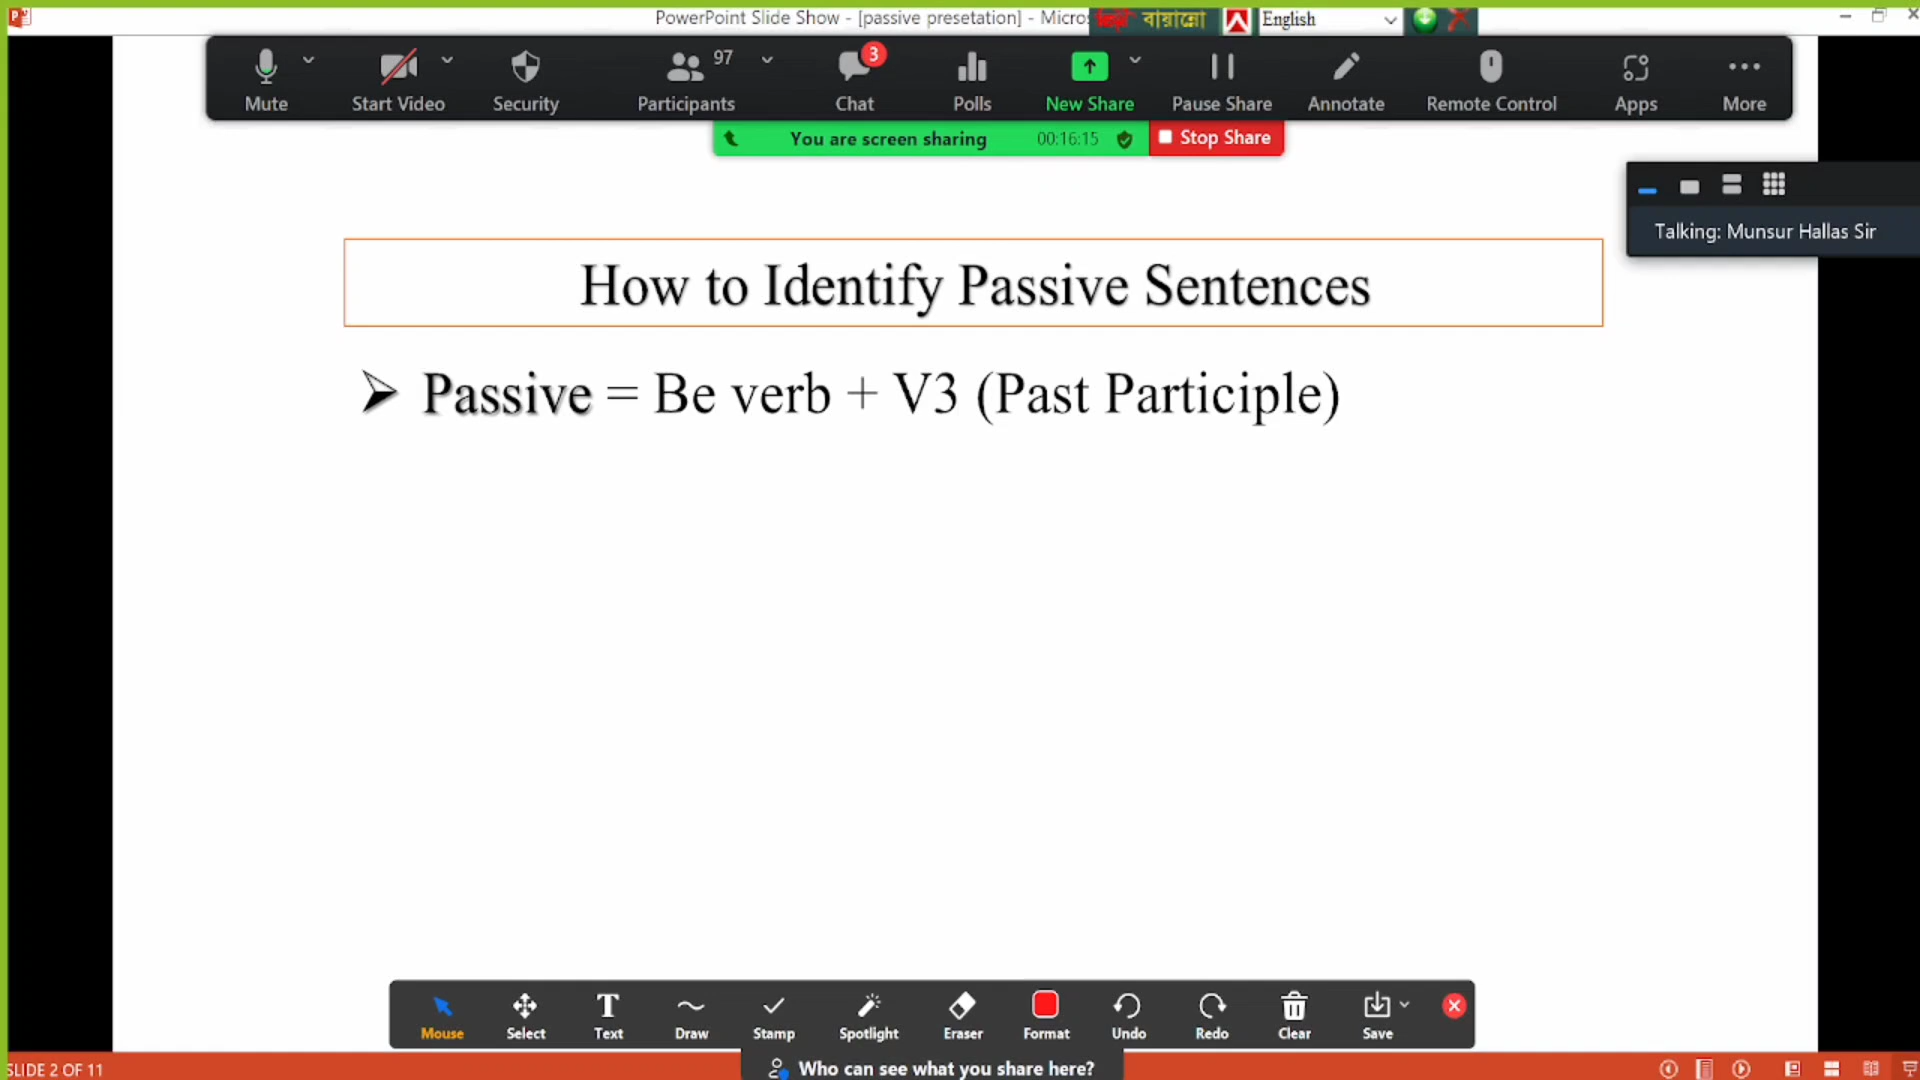 PowerPoint Slide Show - [passive presetation] - Micro
বায়ান্নো
English
97
3
Mute
Start Video
Security
Participants
Chat
Polls
New Share
Pause Share
Annotate
Remote Control
Apps
More
You are screen sharing 00:16:15
Stop Share
Talking: Munsur Hallas Sir
How to Identify Passive Sentences
➢ Passive = Be verb + V3 (Past Participle)
Mouse
Select
Text
Draw
Stamp
Spotlight
Eraser
Format
Undo
Redo
Clear
Save
Who can see what you share here?
SLIDE 2 OF 11